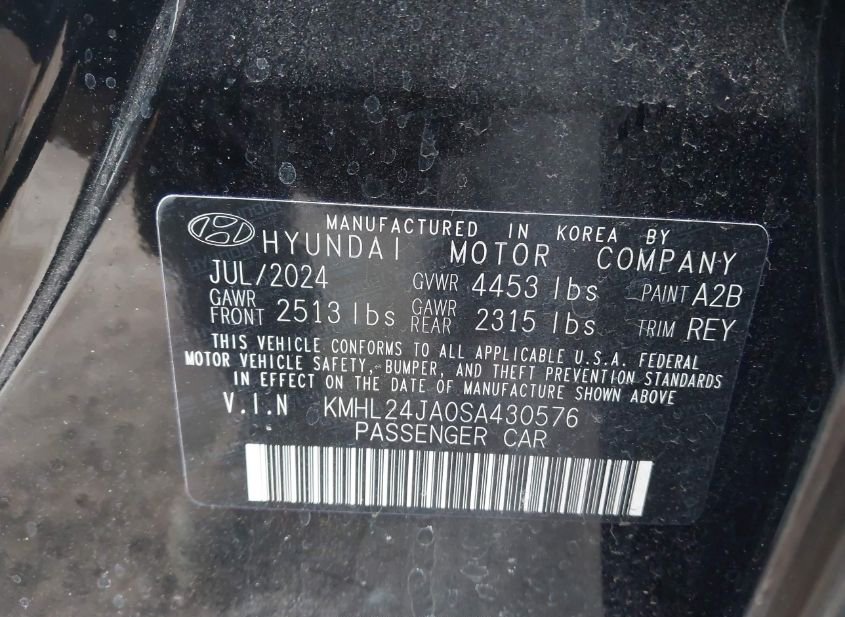 MANUFACTURED IN KOREA BY
HYUNDAI MOTOR COMPANY
JUL/2024 GVWR 4453 lbs PAINT A2B
GAWR FRONT 2513 lbs GAWR REAR 2315 lbs TRIM REY
THIS VEHICLE CONFORMS TO ALL APPLICABLE U.S.A. FEDERAL
MOTOR VEHICLE SAFETY, BUMPER, AND THEFT PREVENTION STANDARDS
IN EFFECT ON THE DATE OF MANUFACTURE SHOWN ABOVE
V.I.N KMHL24JA0SA430576
PASSENGER CAR